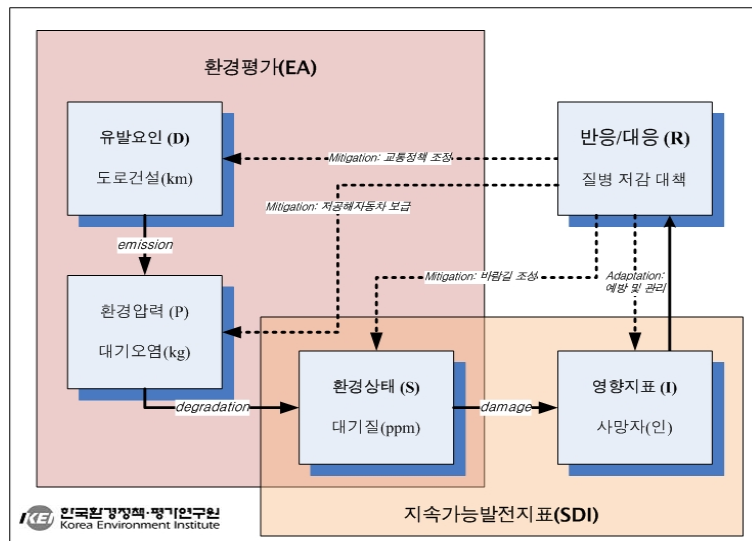 환경평가(EA)
유발요인 (D)
도로건설(km)
반응/대응 (R)
질병 저감 대책
Mitigation: 교통정책 조정
Mitigation: 저공해자동차 보급
emission
Mitigation: 바람길 조성
Adaptation:
예방 및 관리
환경압력 (P)
대기오염(kg)
환경상태 (S)
대기질(ppm)
영향지표 (I)
사망자(인)
degradation
damage
지속가능발전지표(SDI)
KEI 한국환경정책·평가연구원
Korea Environment Institute